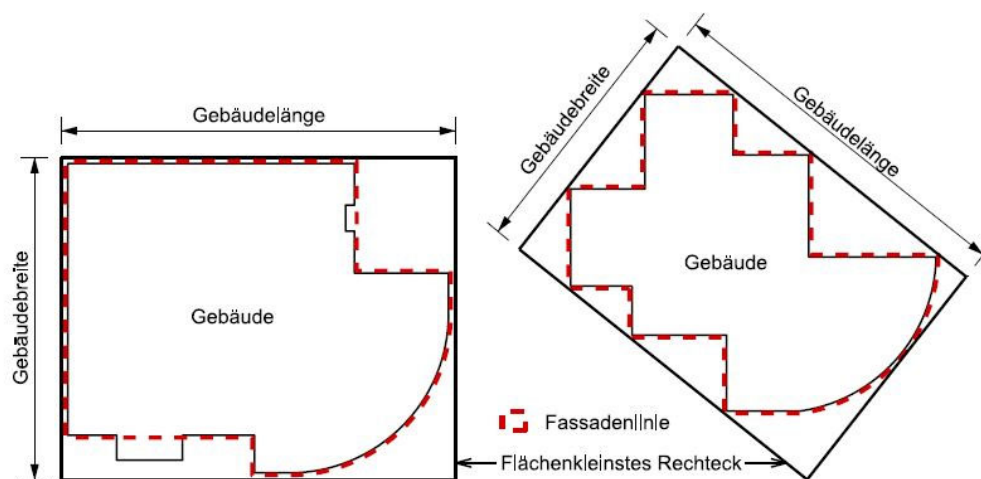 Gebäudelänge
Gebäudebreite
Gebäude
Gebäudebreite
Gebäudelänge
Gebäude
Fassadenlinie
Flächenkleinstes Rechteck